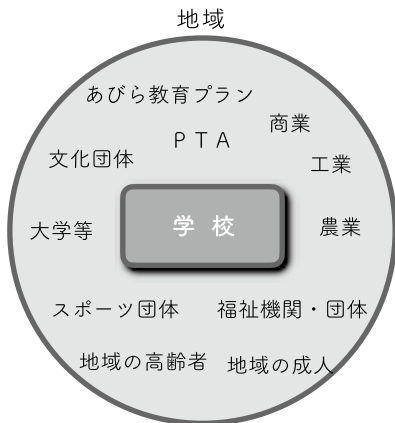 地域
あびら教育プラン
商業
ＰＴＡ
文化団体
工業
学校
大学等
農業
スポーツ団体
福祉機関・団体
地域の高齢者
地域の成人